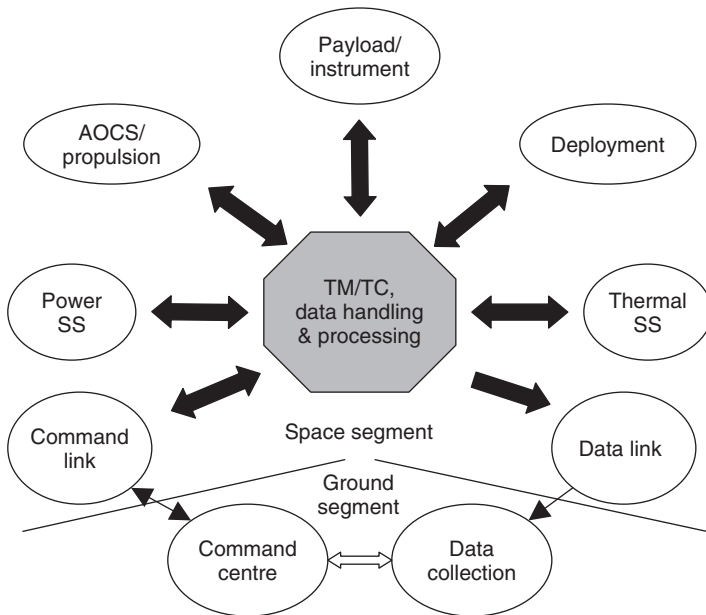 Payload/
instrument
AOCS/
propulsion
Deployment
TM/TC,
data handling
& processing
Power
SS
Thermal
SS
Command
link
Space segment
Data link
Ground
segment
Command
centre
Data
collection